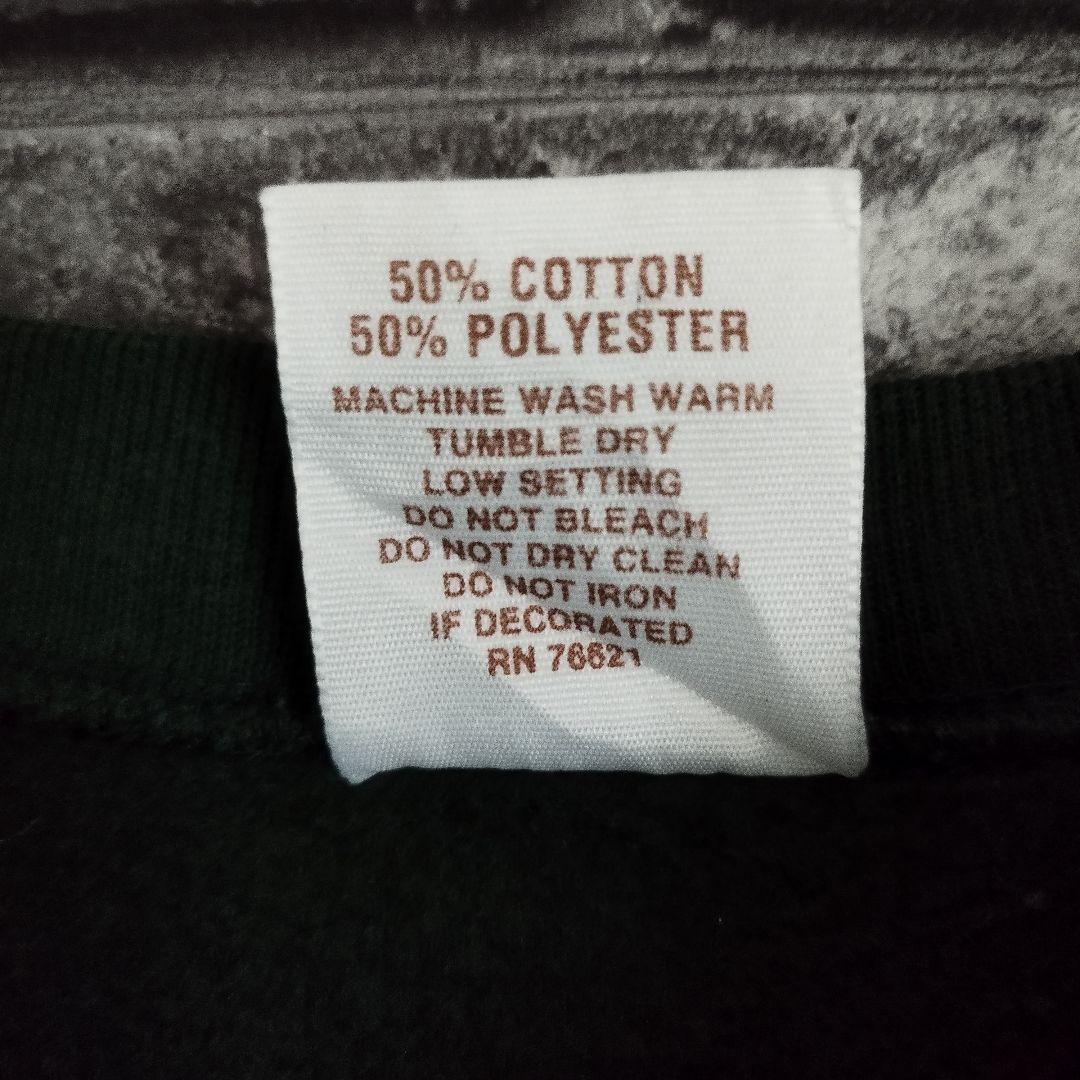 50% COTTON
50% POLYESTER
MACHINE WASH WARM
TUMBLE DRY
LOW SETTING
DO NOT BLEACH
DO NOT DRY CLEAN
DO NOT IRON
IF DECORATED
RN 76621